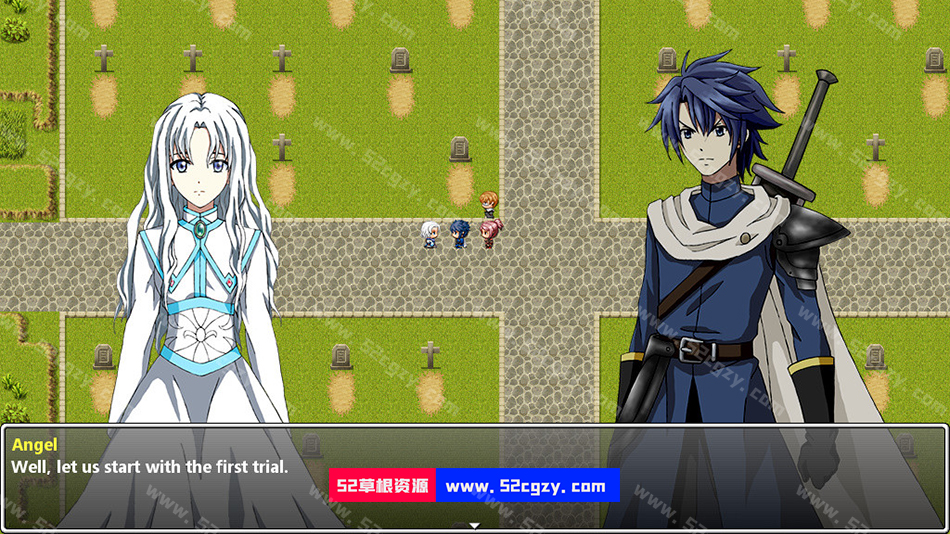 Angel
Well, let us start with the first trial.
52草根资源 www.52cgzy.com